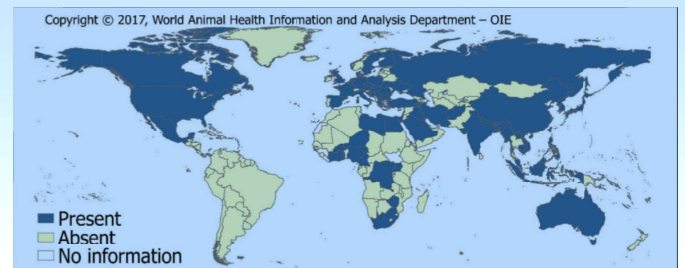 Copyright © 2017, World Animal Health Information and Analysis Department – OIE
Present
Absent
No information